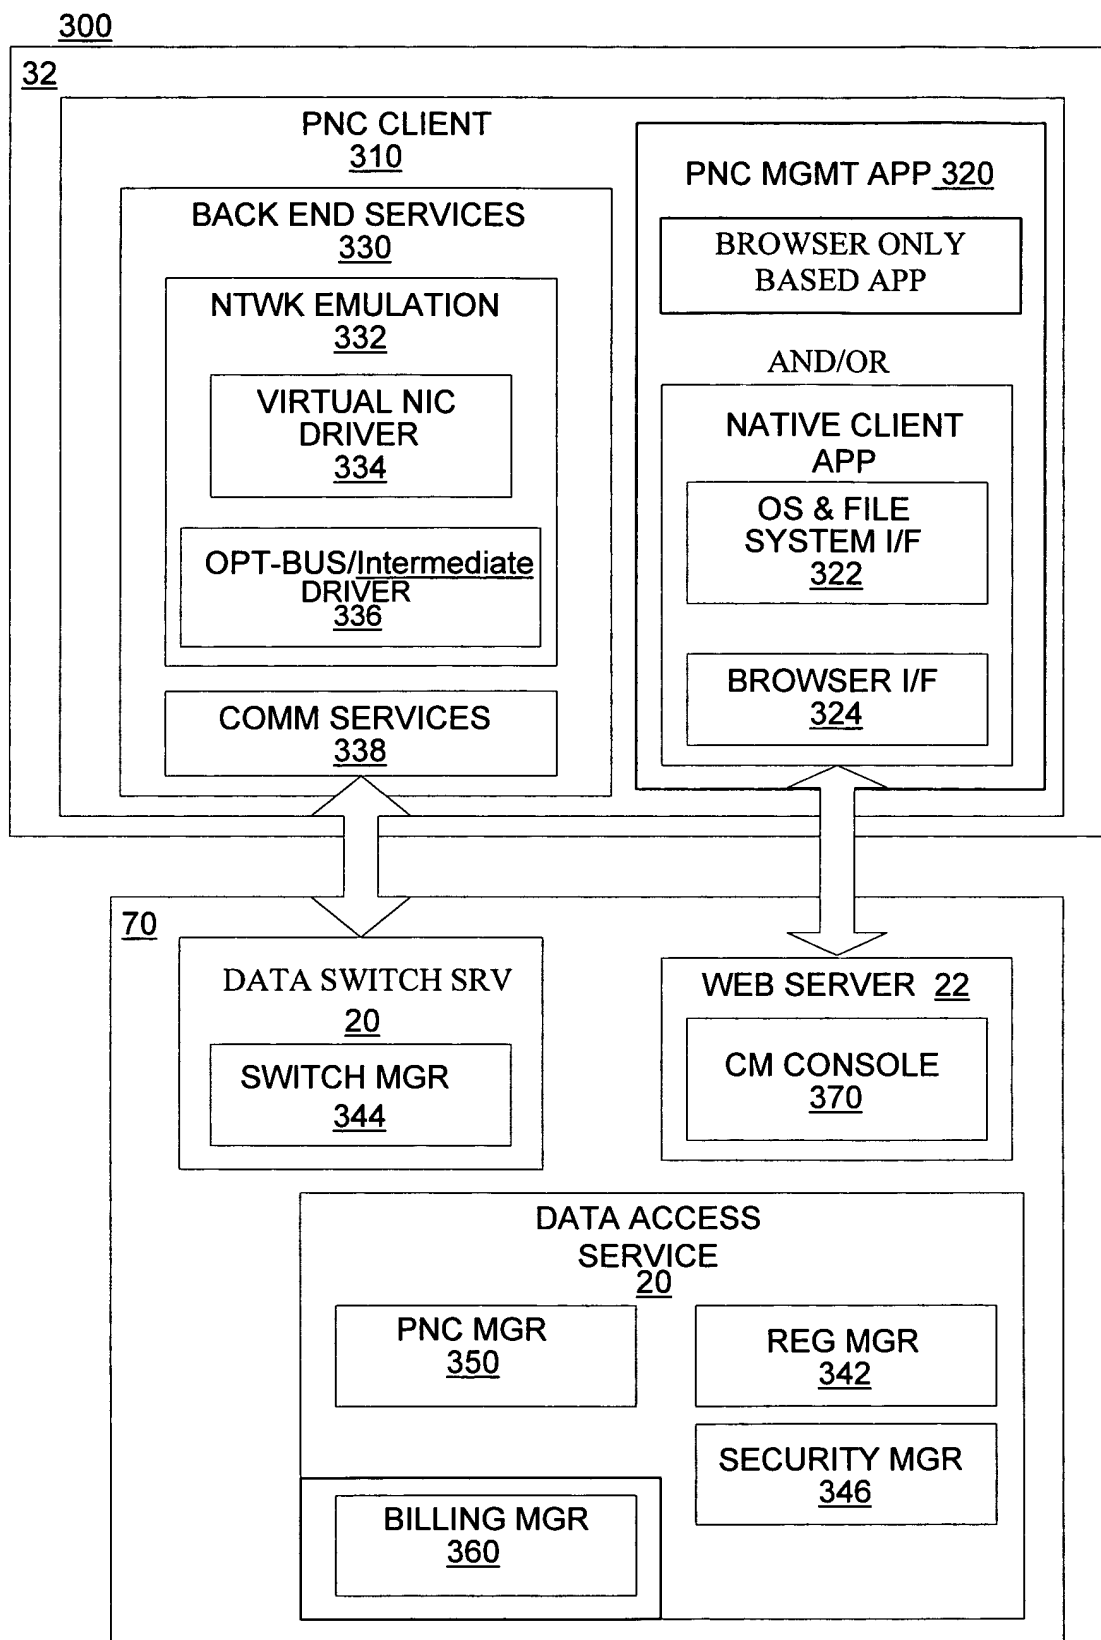 300
32
PNC CLIENT
310
BACK END SERVICES
330
NTWK EMULATION
332
VIRTUAL NIC
DRIVER
334
OPT-BUS/Intermediate
DRIVER
336
COMM SERVICES
338
PNC MGMT APP 320
BROWSER ONLY
BASED APP
AND/OR
NATIVE CLIENT
APP
OS & FILE
SYSTEM I/F
322
BROWSER I/F
324
70
DATA SWITCH SRV
20
SWITCH MGR
344
WEB SERVER 22
CM CONSOLE
370
DATA ACCESS
SERVICE
20
PNC MGR
350
REG MGR
342
SECURITY MGR
346
BILLING MGR
360